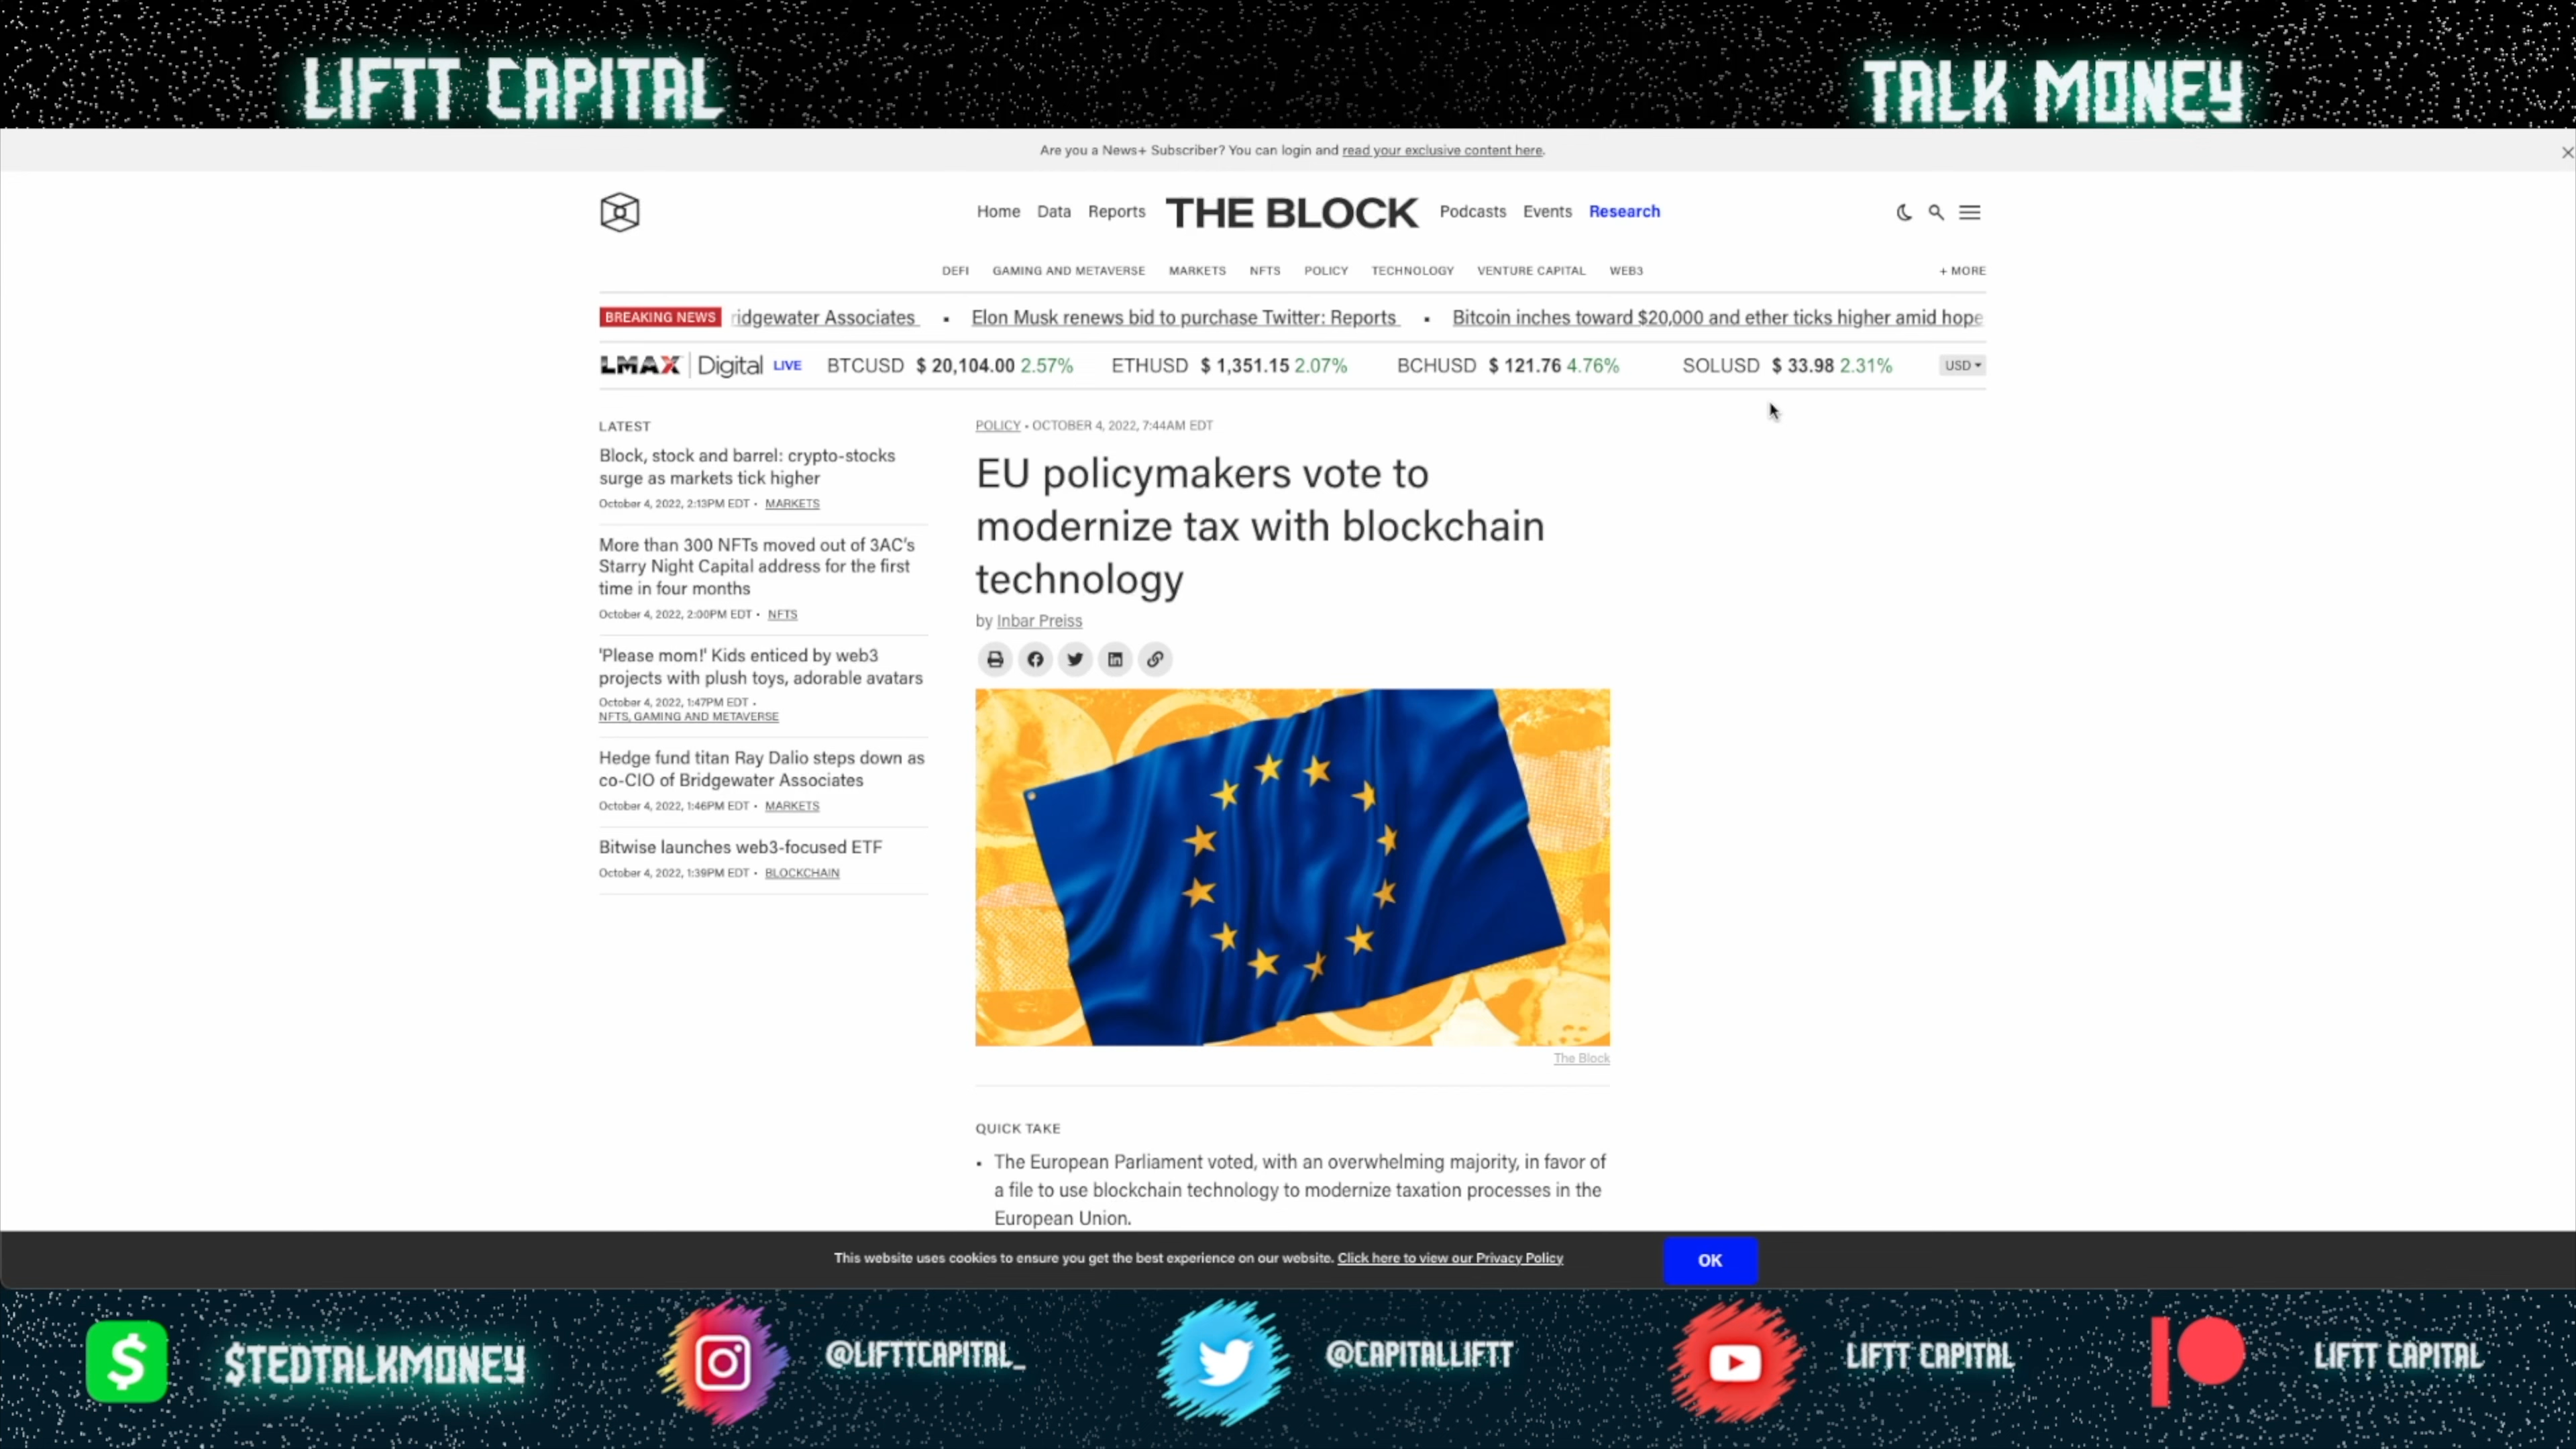 LIFTT CAPITAL
TALK MONEY
Are you a News+ Subscriber? You can login and read your exclusive content here.
Home Data Reports THE BLOCK Podcasts Events Research
DEFI GAMING AND METAVERSE MARKETS NFTS POLICY TECHNOLOGY VENTURE CAPITAL WEB3 + MORE
BREAKING NEWS ridgewater Associates ▪ Elon Musk renews bid to purchase Twitter: Reports ▪ Bitcoin inches toward $20,000 and ether ticks higher amid hope
LMAX Digital LIVE BTCUSD $ 20,104.00 2.57% ETHUSD $ 1,351.15 2.07% BCHUSD $ 121.76 4.76% SOLUSD $ 33.98 2.31% USD
LATEST
Block, stock and barrel: crypto-stocks
surge as markets tick higher
October 4, 2022, 2:13PM EDT • MARKETS
More than 300 NFTs moved out of 3AC's
Starry Night Capital address for the first
time in four months
October 4, 2022, 2:00PM EDT • NFTS
'Please mom!' Kids enticed by web3
projects with plush toys, adorable avatars
October 4, 2022, 1:47PM EDT •
NFTS, GAMING AND METAVERSE
Hedge fund titan Ray Dalio steps down as
co-CIO of Bridgewater Associates
October 4, 2022, 1:46PM EDT • MARKETS
Bitwise launches web3-focused ETF
October 4, 2022, 1:39PM EDT • BLOCKCHAIN
POLICY • OCTOBER 4, 2022, 7:44AM EDT
EU policymakers vote to
modernize tax with blockchain
technology
by Inbar Preiss
The Block
QUICK TAKE
▪ The European Parliament voted, with an overwhelming majority, in favor of
a file to use blockchain technology to modernize taxation processes in the
European Union.
This website uses cookies to ensure you get the best experience on our website. Click here to view our Privacy Policy OK
$TEDTALKMONEY
@LIFTTCAPITAL_
@CAPITALLIFTT
LIFTT CAPITAL
LIFTT CAPITAL